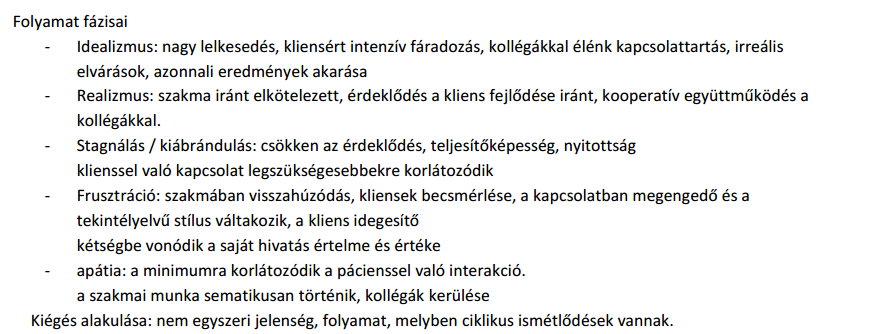 Folyamat fázisai
- Idealizmus: nagy lelkesedés, kliensért intenzív fáradozás, kollégákkal élénk kapcsolattartás, irreális
elvárások, azonnali eredmények akarása
- Realizmus: szakma iránt elkötelezett, érdeklődés a kliens fejlődése iránt, kooperatív együttműködés a
kollégákkal.
- Stagnálás / kiábrándulás: csökken az érdeklődés, teljesítőképesség, nyitottság
klienssel való kapcsolat legszükségesebbekre korlátozódik
- Frusztráció: szakmában visszahúzódás, kliensek becsmérlése, a kapcsolatban megengedő és a
tekintélyelvű stílus váltakozik, a kliens idegesítő
kétségbe vonódik a saját hivatás értelme és értéke
- apátia: a minimumra korlátozódik a pácienssel való interakció.
a szakmai munka sematikusan történik, kollégák kerülése
Kiégés alakulása: nem egyszeri jelenség, folyamat, melyben ciklikus ismétlődések vannak.